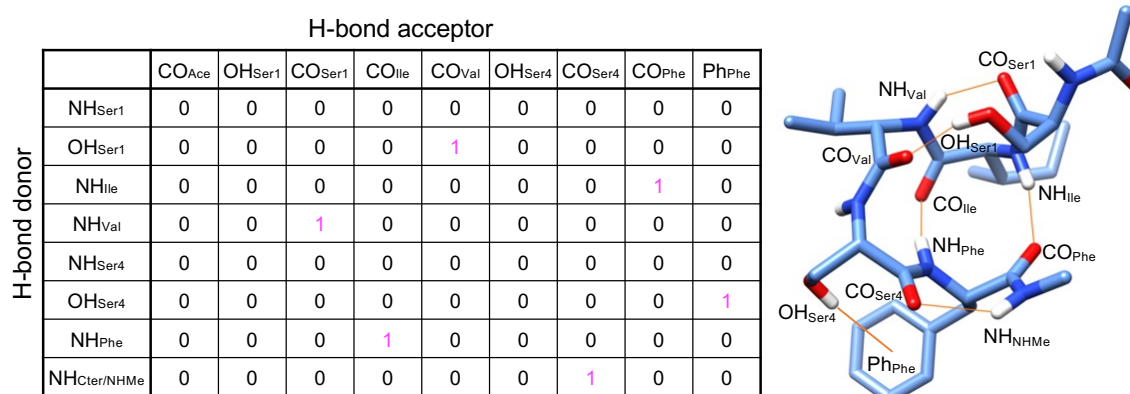 H-bond acceptor
H-bond donor
COAce OHSer1 COSer1 COIle COVal OHSer4 COSer4 COPhe PhPhe
NHSer1 0 0 0 0 0 0 0 0 0
OHSer1 0 0 0 0 1 0 0 0 0
NHIle 0 0 0 0 0 0 0 1 0
NHVal 0 0 1 0 0 0 0 0 0
NHSer4 0 0 0 0 0 0 0 0 0
OHSer4 0 0 0 0 0 0 0 0 1
NHPhe 0 0 0 1 0 0 0 0 0
NHCter/NHMe 0 0 0 0 0 0 1 0 0
COSer1
NHVal
OHSer1
COVal
NHIle
COIle
NHPhe
COPhe
COSer4
OHSer4
NHNHMe
PhPhe